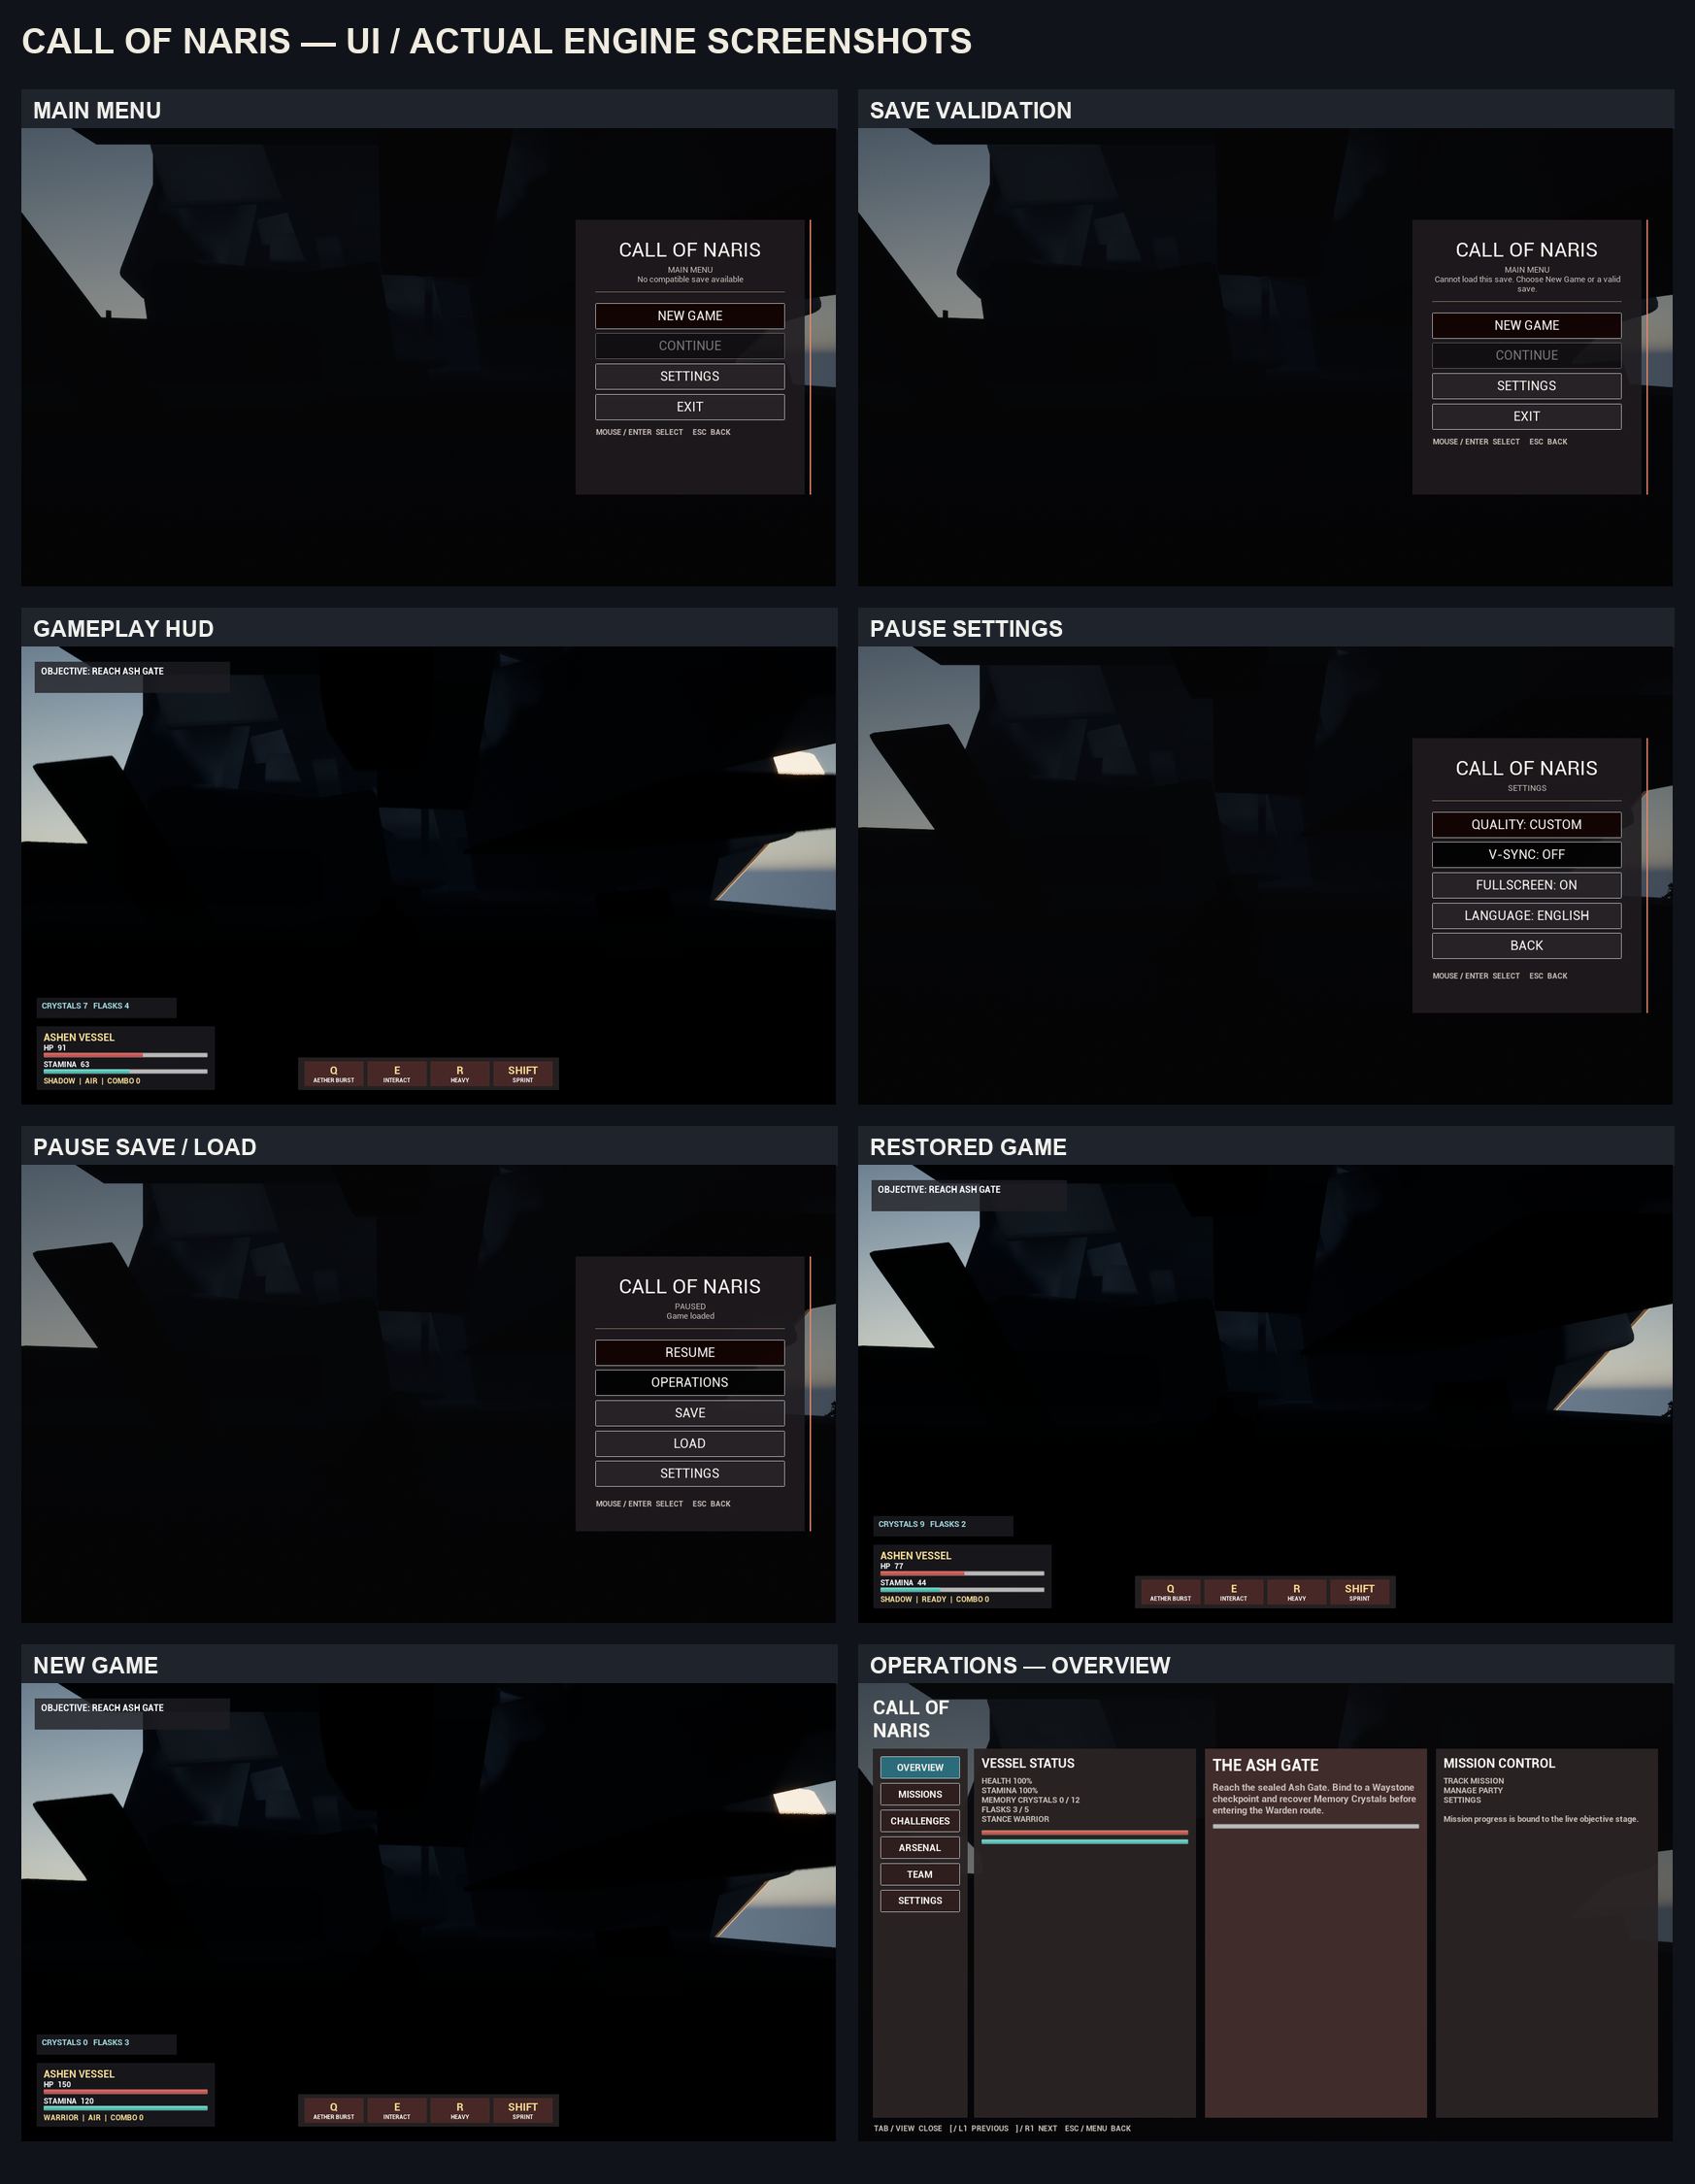 CALL OF NARIS — UI / ACTUAL ENGINE SCREENSHOTS
MAIN MENU
CALL OF NARIS
MAIN MENU
No compatible save available
NEW GAME
CONTINUE
SETTINGS
EXIT
MOUSE / ENTER SELECT ESC BACK
SAVE VALIDATION
CALL OF NARIS
MAIN MENU
Cannot load this save. Choose New Game or a valid
save.
NEW GAME
CONTINUE
SETTINGS
EXIT
MOUSE / ENTER SELECT ESC BACK
GAMEPLAY HUD
OBJECTIVE: REACH ASH GATE
CRYSTALS 7 FLASKS 4
ASHEN VESSEL
HP 91
STAMINA 63
SHADOW | AIR | COMBO 0
Q E R SHIFT
AETHER BURST INTERACT HEAVY SPRINT
PAUSE SETTINGS
CALL OF NARIS
SETTINGS
QUALITY: CUSTOM
V-SYNC: OFF
FULLSCREEN: ON
LANGUAGE: ENGLISH
BACK
MOUSE / ENTER SELECT ESC BACK
PAUSE SAVE / LOAD
CALL OF NARIS
PAUSED
Game loaded
RESUME
OPERATIONS
SAVE
LOAD
SETTINGS
MOUSE / ENTER SELECT ESC BACK
RESTORED GAME
OBJECTIVE: REACH ASH GATE
CRYSTALS 9 FLASKS 2
ASHEN VESSEL
HP 77
STAMINA 44
SHADOW | READY | COMBO 0
Q E R SHIFT
AETHER BURST INTERACT HEAVY SPRINT
NEW GAME
OBJECTIVE: REACH ASH GATE
CRYSTALS 0 FLASKS 3
ASHEN VESSEL
HP 150
STAMINA 120
WARRIOR | AIR | COMBO 0
Q E R SHIFT
AETHER BURST INTERACT HEAVY SPRINT
OPERATIONS — OVERVIEW
CALL OF
NARIS
OVERVIEW
MISSIONS
CHALLENGES
ARSENAL
TEAM
SETTINGS
VESSEL STATUS
HEALTH 100%
STAMINA 100%
MEMORY CRYSTALS 0 / 12
FLASKS 3 / 5
STANCE WARRIOR
THE ASH GATE
Reach the sealed Ash Gate. Bind to a Waystone
checkpoint and recover Memory Crystals before
entering the Warden route.
MISSION CONTROL
TRACK MISSION
MANAGE PARTY
SETTINGS
Mission progress is bound to the live objective stage.
TAB / VIEW CLOSE [ / L1 PREVIOUS ] / R1 NEXT ESC / MENU BACK